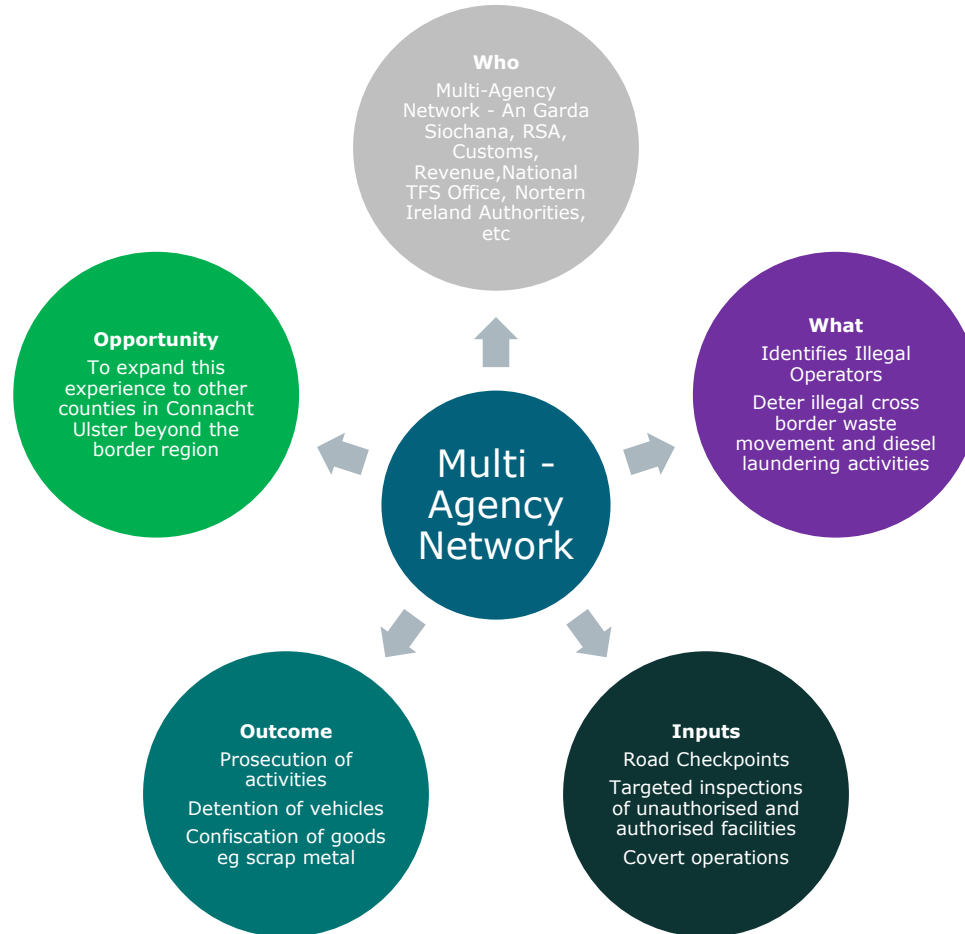 Who
Multi-Agency
Network - An Garda
Siochana, RSA,
Customs,
Revenue,National
TFS Office, Nortern
Ireland Authorities,
etc
What
Identifies Illegal
Operators
Deter illegal cross
border waste
movement and diesel
laundering activities
Inputs
Road Checkpoints
Targeted inspections
of unauthorised and
authorised facilities
Covert operations
Outcome
Prosecution of
activities
Detention of vehicles
Confiscation of goods
eg scrap metal
Opportunity
To expand this
experience to other
counties in Connacht
Ulster beyond the
border region
Multi -
Agency
Network